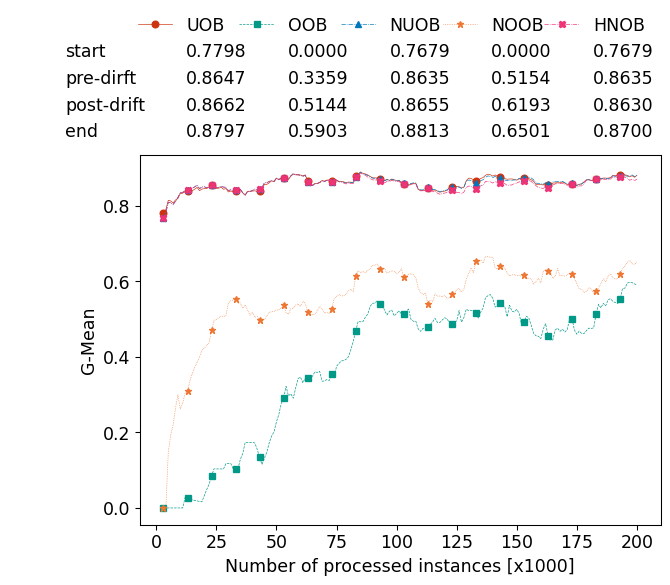 UOB OOB NUOB NOOB HNOB
start 0.7798 0.0000 0.7679 0.0000 0.7679
pre-dirft 0.8647 0.3359 0.8635 0.5154 0.8635
post-drift 0.8662 0.5144 0.8655 0.6193 0.8630
end 0.8797 0.5903 0.8813 0.6501 0.8700
0.8
0.6
0.4
0.2
0.0
G-Mean
0 25 50 75 100 125 150 175 200
Number of processed instances [x1000]